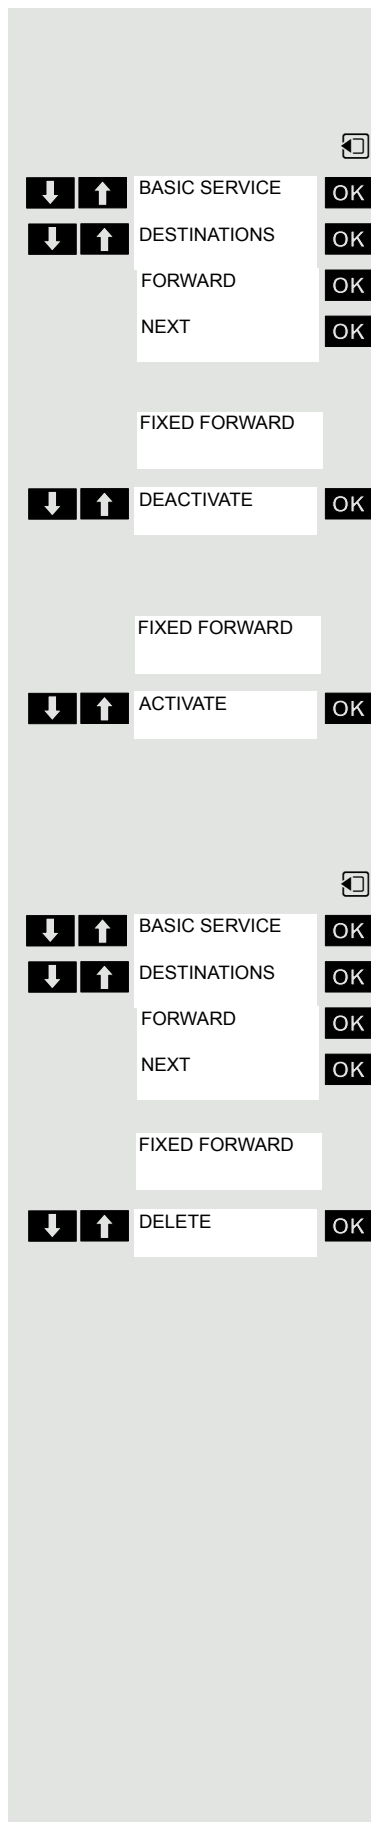 BASIC SERVICE OK
DESTINATIONS OK
FORWARD OK
NEXT OK
FIXED FORWARD
DEACTIVATE OK
FIXED FORWARD
ACTIVATE OK
BASIC SERVICE OK
DESTINATIONS OK
FORWARD OK
NEXT OK
FIXED FORWARD
DELETE OK